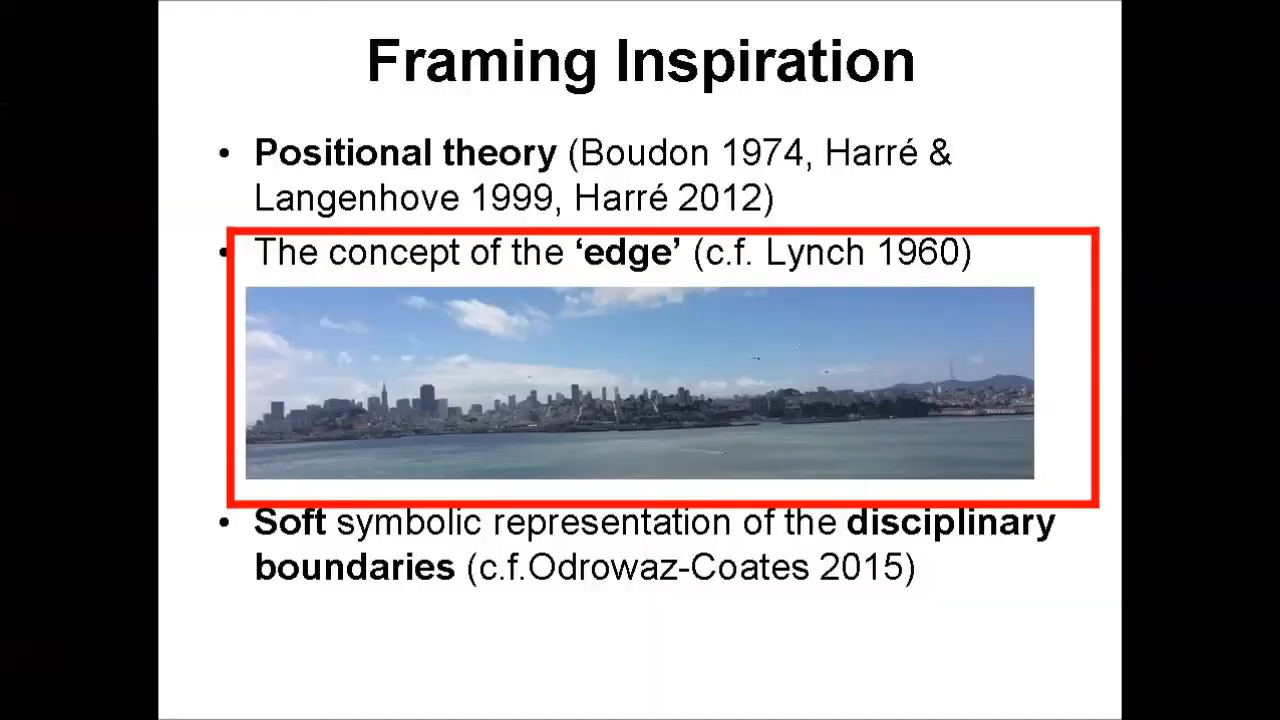 Framing Inspiration
• Positional theory (Boudon 1974, Harré &
Langenhove 1999, Harré 2012)
• The concept of the ‘edge’ (c.f. Lynch 1960)
• Soft symbolic representation of the disciplinary
boundaries (c.f.Odrowaz-Coates 2015)